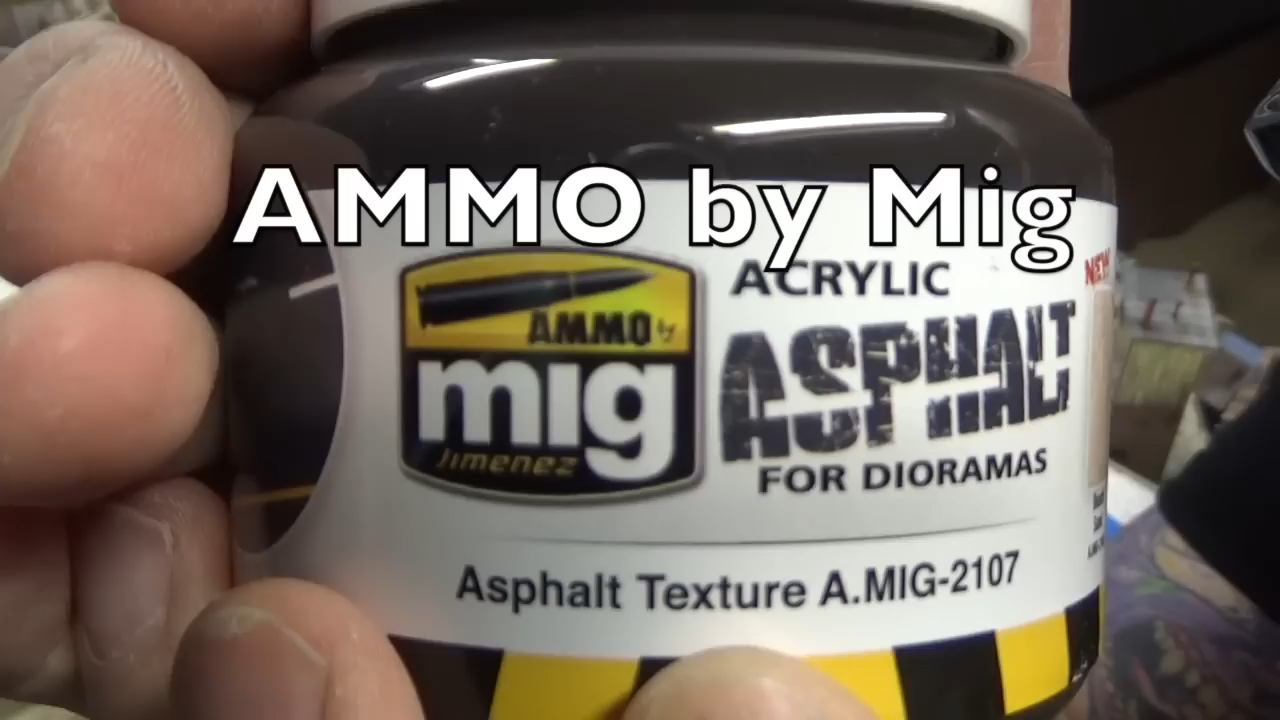 AMMO by Mig
AMMO by
mig
Jimenez
ACRYLIC
ASPHALT
FOR DIORAMAS
NEW
Asphalt Texture A.MIG-2107